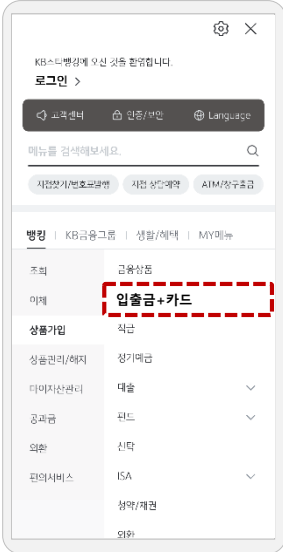 KB스타뱅킹에 오신 것을 환영합니다.
로그인 >
고객센터 인증/보안 Language
메뉴를 검색해보세요.
지점찾기/번호표발행 지점 상담예약 ATM/창구출금
뱅킹 | KB금융그룹 | 생활/혜택 | MY메뉴
조회 금융상품
이체 입출금+카드
상품가입 적금
상품관리/해지 정기예금
마이자산관리 대출
공과금 펀드
외환 신탁
편의서비스 ISA
청약/채권
외환